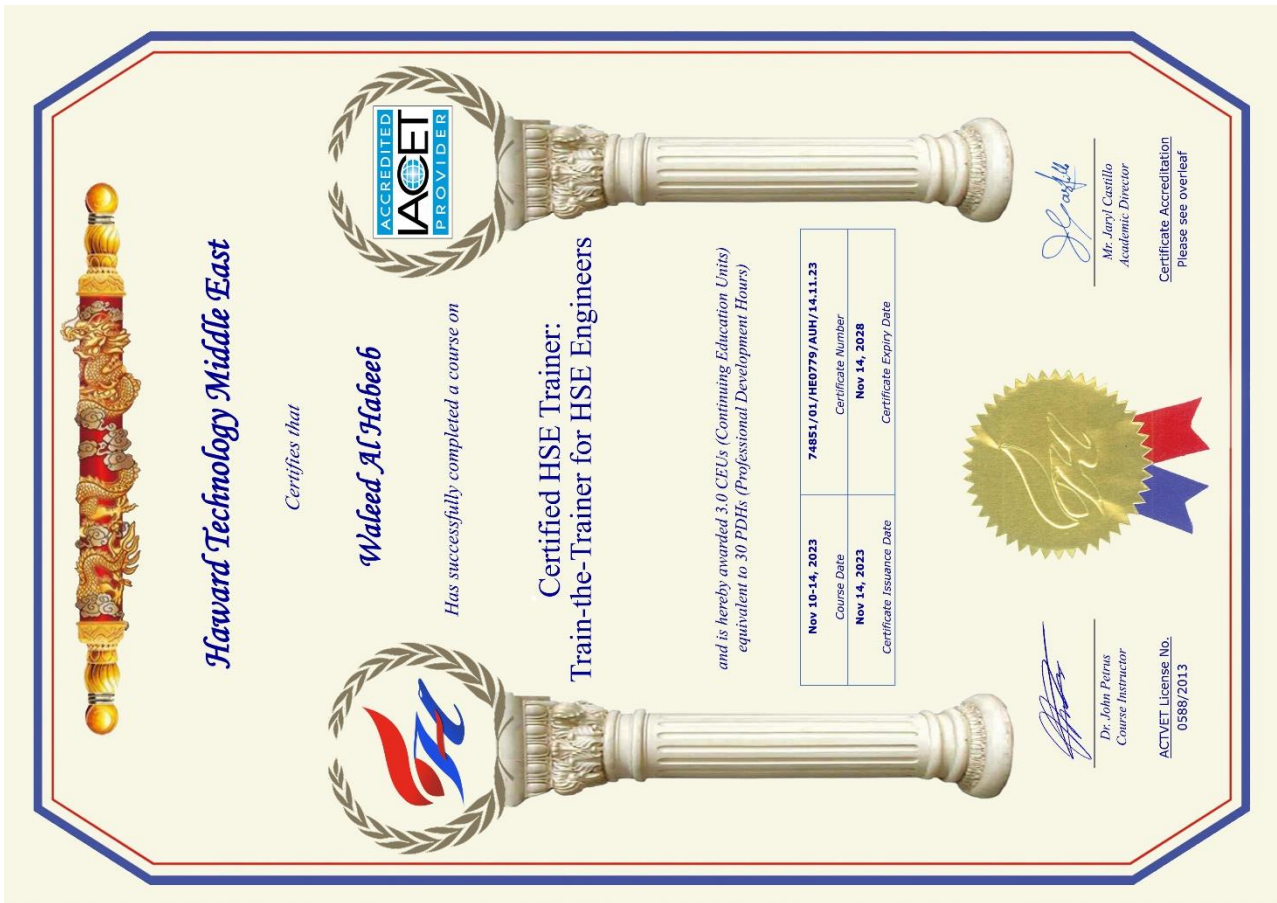 Haward Technology Middle East
Certifies that
ACCREDITED
IACET
PROVIDER
Waled Al Habeeb
Has successfully completed a course on
Certified HSE Trainer:
Train-the-Trainer for HSE Engineers
and is hereby awarded 3.0 CEUs (Continuing Education Units)
equivalent to 30 PDHs (Professional Development Hours)
Nov 10-14, 2023 74851/01/HE0779/AUH/14.11.23
Course Date Certificate Number
Nov 14, 2023 Nov 14, 2028
Certificate Issuance Date Certificate Expiry Date
Dr. John Petrus
Course Instructor
ACTVET License No.
0588/2013
Mr. Jaryl Castillo
Academic Director
Certificate Accreditation
Please see overleaf